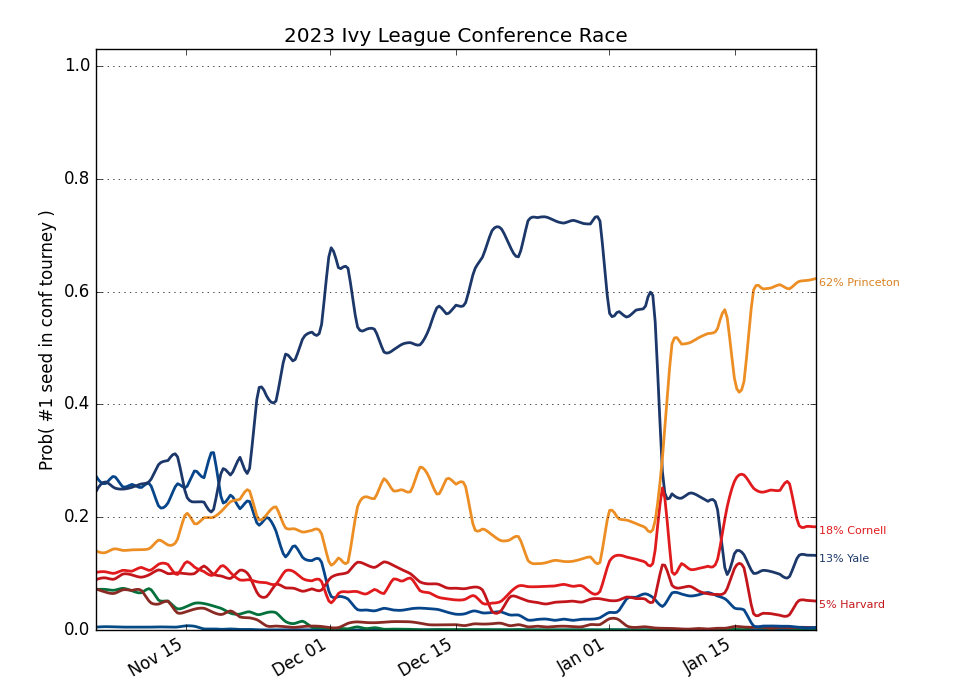 2023 Ivy League Conference Race
Prob( #1 seed in conf tourney )
1.0
0.8
0.6
0.4
0.2
0.0
Nov 15
Dec 01
Dec 15
Jan 01
Jan 15
62% Princeton
18% Cornell
13% Yale
5% Harvard